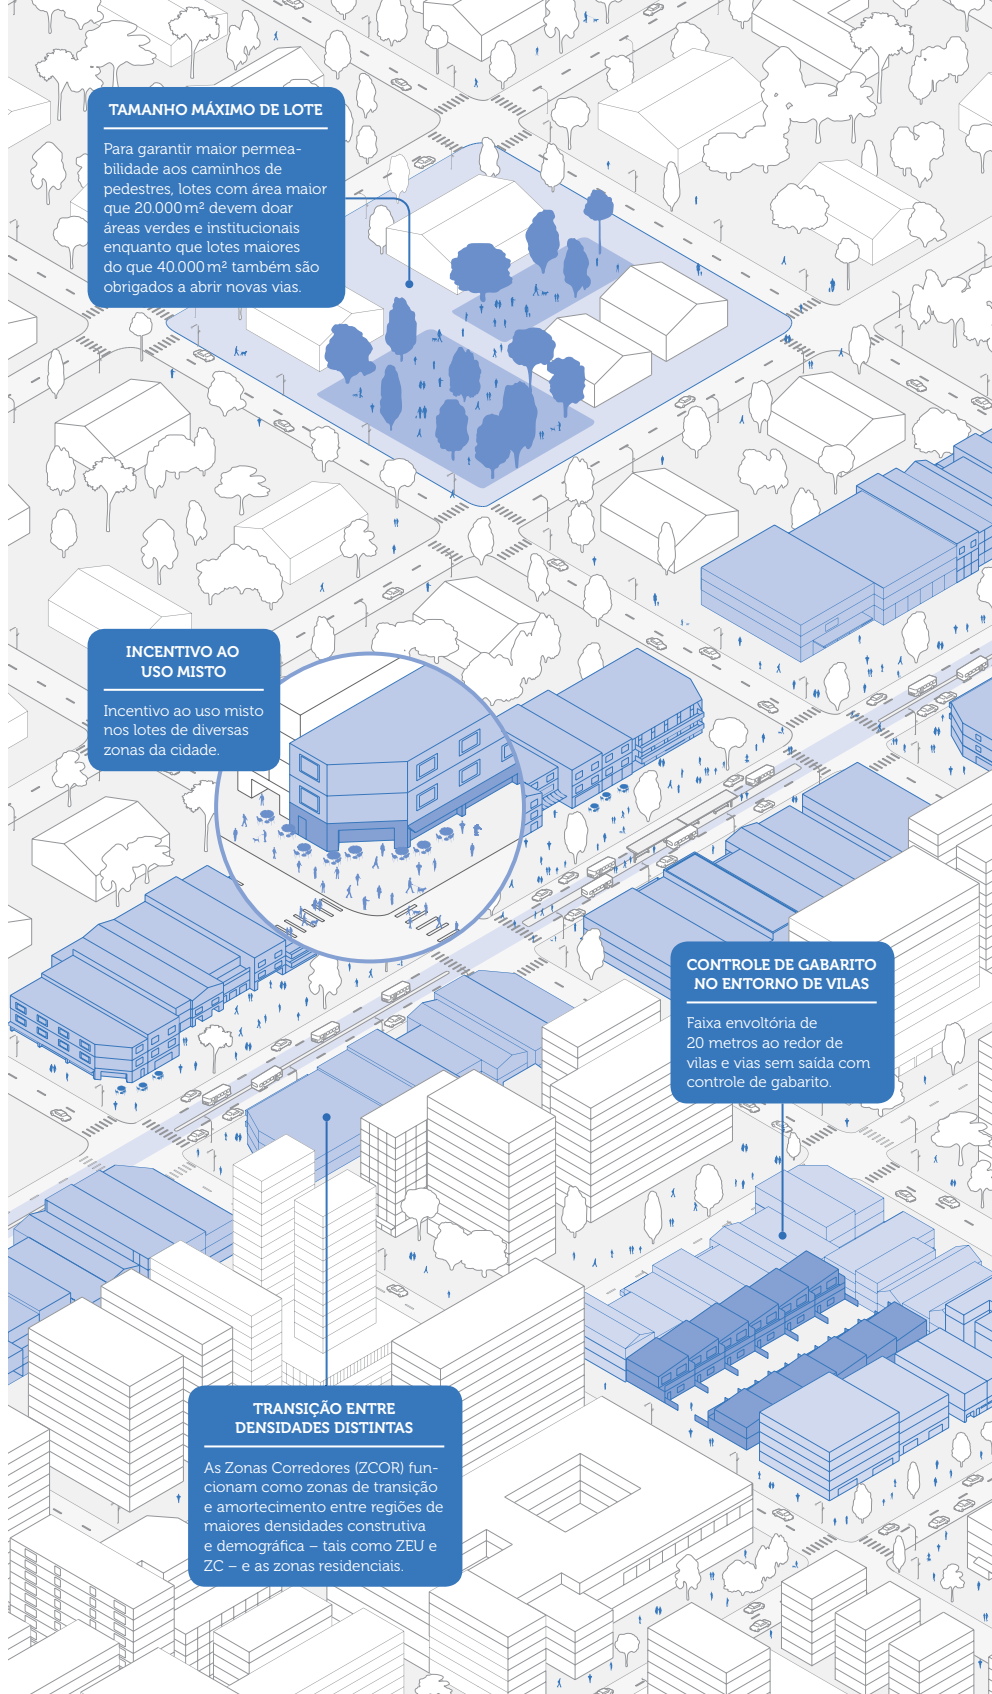 TAMANHO MÁXIMO DE LOTE
Para garantir maior permea-
bilidade aos caminhos de
pedestres, lotes com área maior
que 20.000 m² devem doar
áreas verdes e institucionais
enquanto que lotes maiores
do que 40.000 m² também são
obrigados a abrir novas vias.
INCENTIVO AO
USO MISTO
Incentivo ao uso misto
nos lotes de diversas
zonas da cidade.
CONTROLE DE GABARITO
NO ENTORNO DE VILAS
Faixa envoltória de
20 metros ao redor de
vilas e vias sem saída com
controle de gabarito.
TRANSIÇÃO ENTRE
DENSIDADES DISTINTAS
As Zonas Corredores (ZCOR) fun-
cionam como zonas de transição
e amortecimento entre regiões de
maiores densidades construtiva
e demográfica – tais como ZEU e
ZC – e as zonas residenciais.